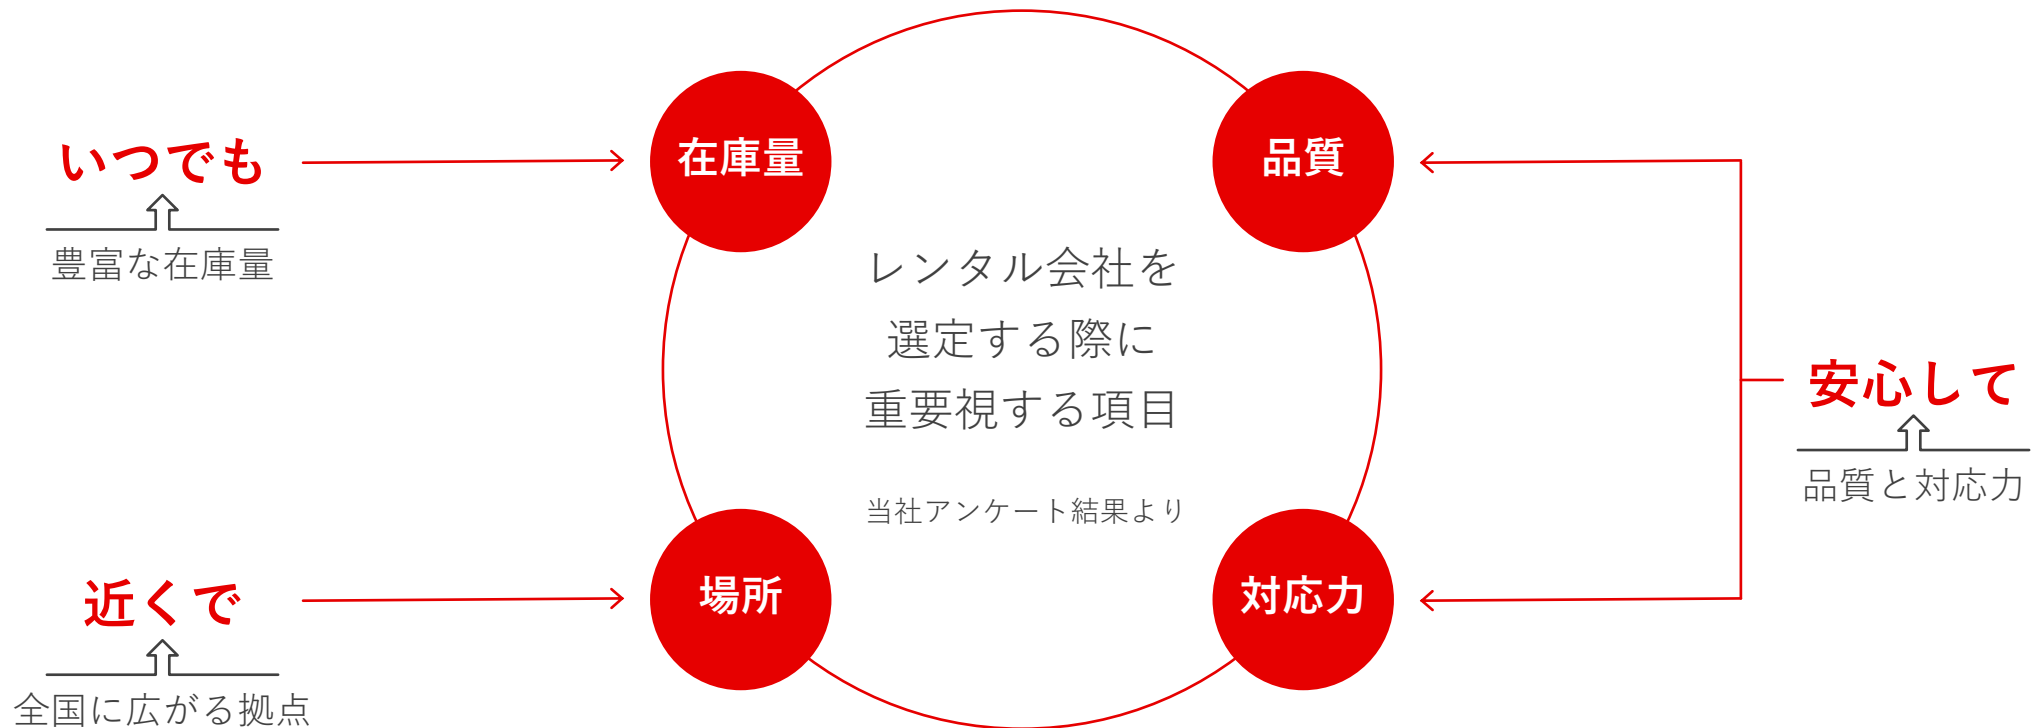 いつでも
豊富な在庫量
近くで
全国に広がる拠点
在庫量
品質
レンタル会社を
選定する際に
重要視する項目
当社アンケート結果より
場所
対応力
安心して
品質と対応力